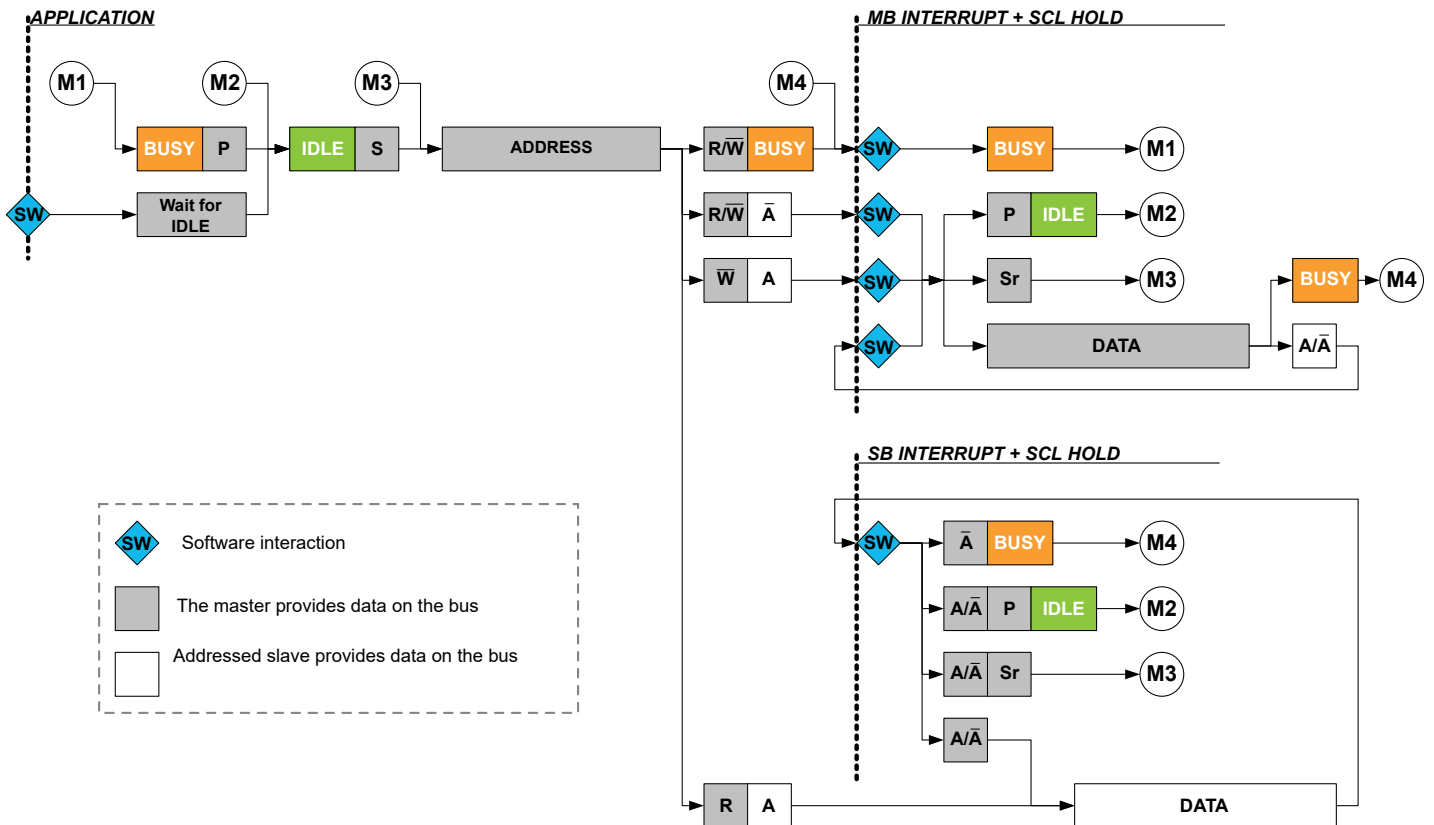 APPLICATION
MB INTERRUPT + SCL HOLD
M1
M2
M3
M4
BUSY P
IDLE S
ADDRESS
R/W̅ BUSY
SW
BUSY
M1
SW
Wait for
IDLE
R/W̅ A̅
SW
P IDLE
M2
W̅ A
SW
Sr
M3
BUSY
M4
SW
DATA
A/A̅
SB INTERRUPT + SCL HOLD
SW
A̅ BUSY
M4
A/A̅ P IDLE
M2
A/A̅ Sr
M3
A/A̅
R A
DATA
SW Software interaction
The master provides data on the bus
Addressed slave provides data on the bus